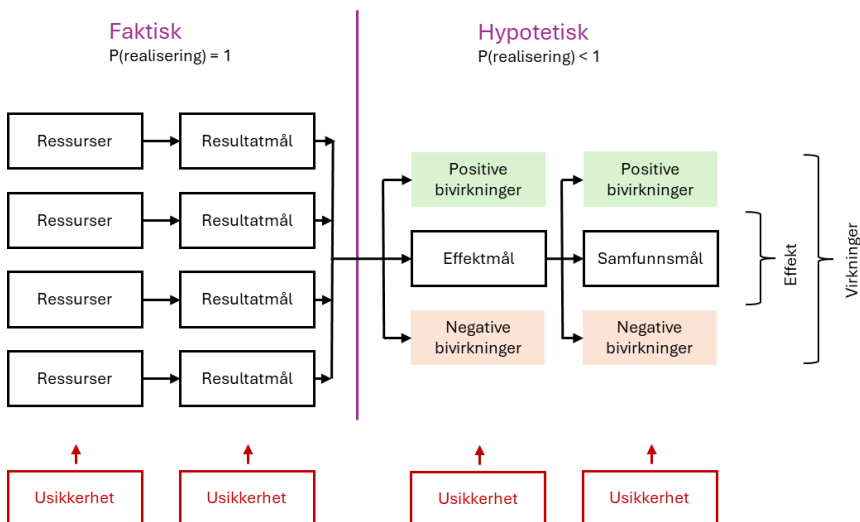 Faktisk
P(realisering) = 1
Hypotetisk
P(realisering) < 1
Ressurser
Resultatmål
Ressurser
Resultatmål
Ressurser
Resultatmål
Ressurser
Resultatmål
Positive
bivirkninger
Positive
bivirkninger
Effektmål
Samfunnsmål
Negative
bivirkninger
Negative
bivirkninger
Effekt
Virkninger
Usikkerhet
Usikkerhet
Usikkerhet
Usikkerhet